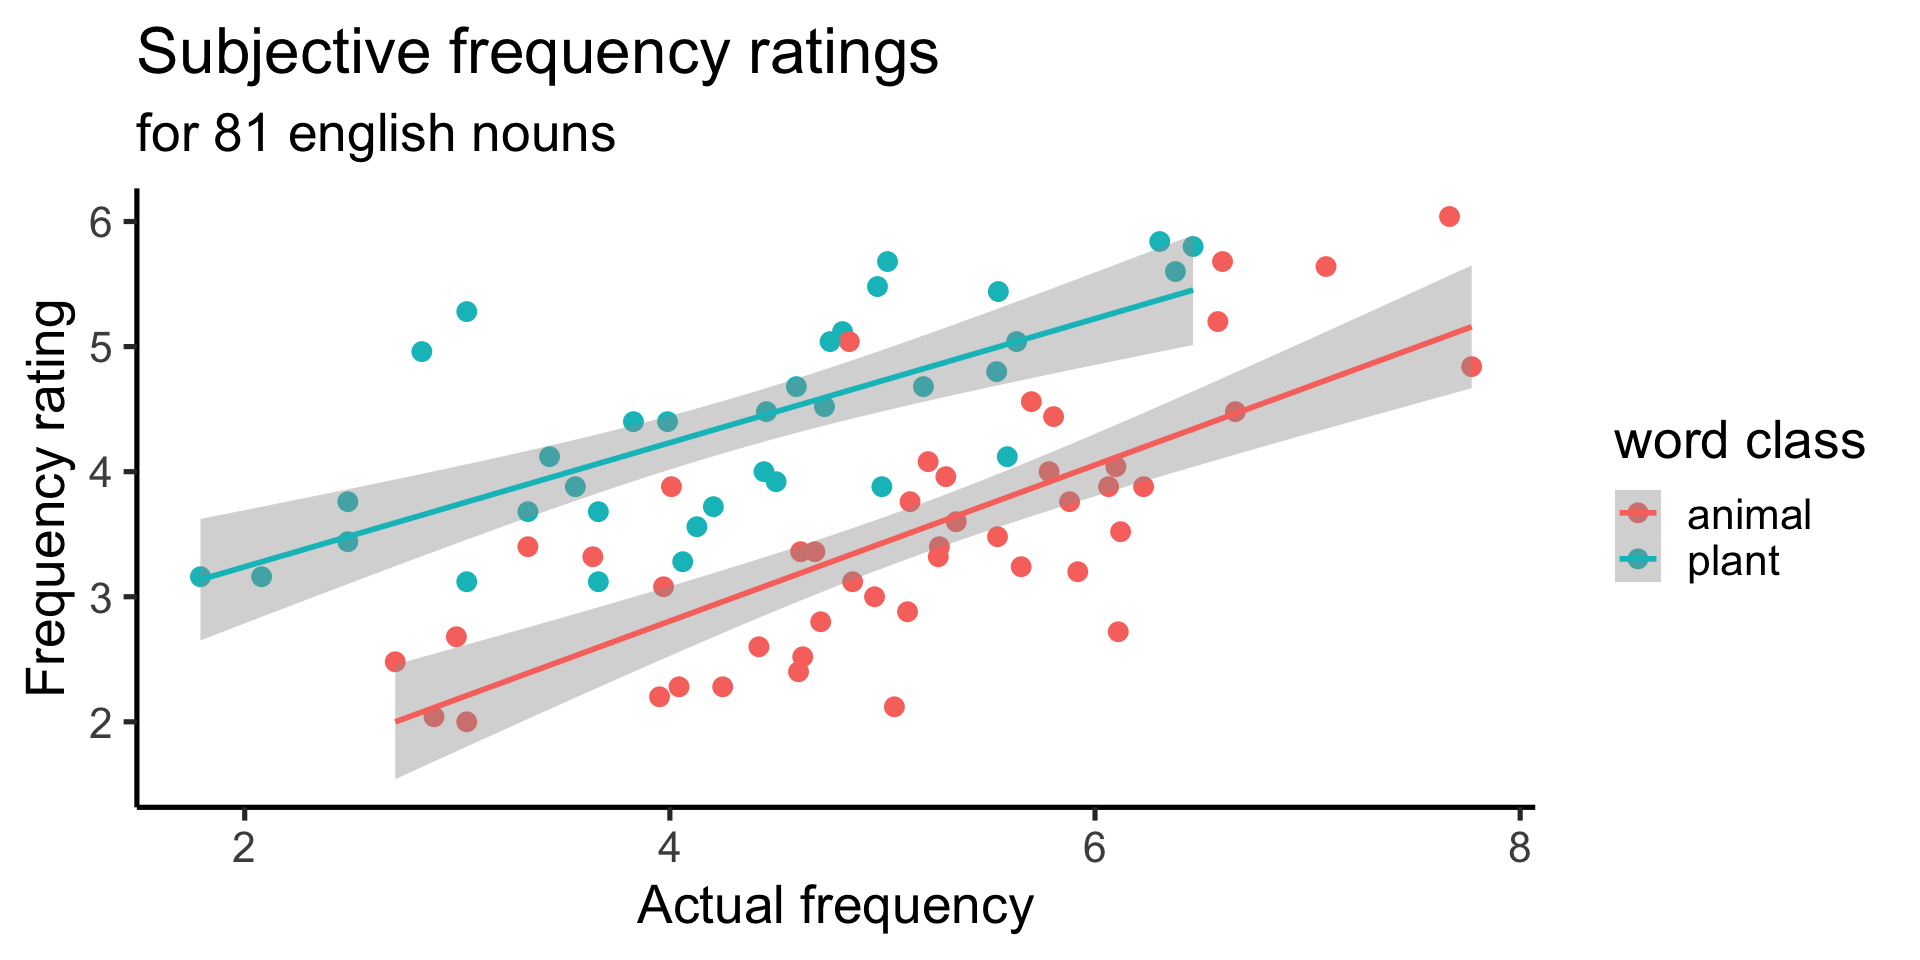 Subjective frequency ratings
for 81 english nouns
6
5
4
3
2
Frequency rating
2 4 6 8
Actual frequency
word class
animal
plant